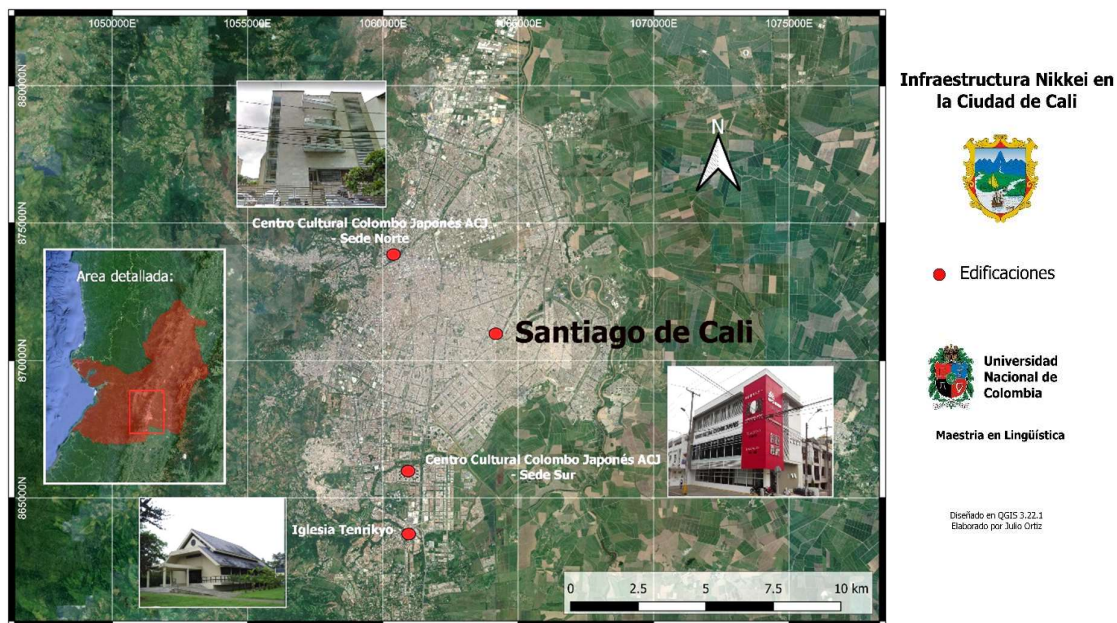 1050000E 1055000E 1060000E 1065000E 1070000E 1075000E
880000N
875000N
870000N
865000N
N
Centro Cultural Colombo Japonés ACJ
- Sede Norte
Area detallada:
Santiago de Cali
Centro Cultural Colombo Japonés ACJ
- Sede Sur
Iglesia Tenrikyo
0 2.5 5 7.5 10 km
Infraestructura Nikkei en
la Ciudad de Cali
Edificaciones
Universidad
Nacional de
Colombia
Maestria en Lingüística
Diseñado en QGIS 3.22.1
Elaborado por Julio Ortiz